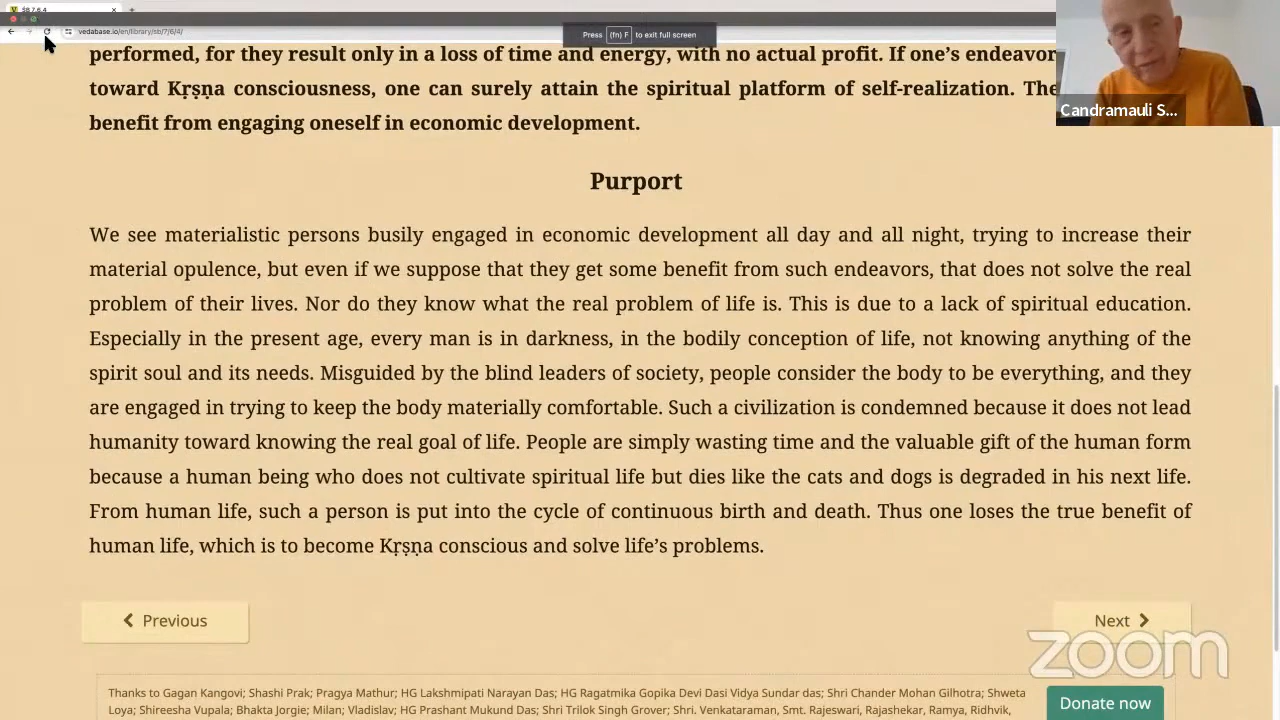 ŚB 7.6.4
vedabase.io/en/library/sb/7/6/4/
Press (fn) F to exit full screen
performed, for they result only in a loss of time and energy, with no actual profit. If one’s endeavor
toward Kṛṣṇa consciousness, one can surely attain the spiritual platform of self-realization. The
benefit from engaging oneself in economic development.
Candramauli S...
Purport
We see materialistic persons busily engaged in economic development all day and all night, trying to increase their
material opulence, but even if we suppose that they get some benefit from such endeavors, that does not solve the real
problem of their lives. Nor do they know what the real problem of life is. This is due to a lack of spiritual education.
Especially in the present age, every man is in darkness, in the bodily conception of life, not knowing anything of the
spirit soul and its needs. Misguided by the blind leaders of society, people consider the body to be everything, and they
are engaged in trying to keep the body materially comfortable. Such a civilization is condemned because it does not lead
humanity toward knowing the real goal of life. People are simply wasting time and the valuable gift of the human form
because a human being who does not cultivate spiritual life but dies like the cats and dogs is degraded in his next life.
From human life, such a person is put into the cycle of continuous birth and death. Thus one loses the true benefit of
human life, which is to become Kṛṣṇa conscious and solve life’s problems.
Previous
Next
zoom
Thanks to Gagan Kangovi; Shashi Prak; Pragya Mathur; HG Lakshmipati Narayan Das; HG Ragatmika Gopika Devi Dasi Vidya Sundar das; Shri Chander Mohan Gilhotra; Shweta
Loya; Shireesha Vupala; Bhakta Jorgie; Milan; Vladislav; HG Prashant Mukund Das; Shri Trilok Singh Grover; Shri. Venkataraman, Smt. Rajeswari, Rajashekar, Ramya, Ridhvik,
Donate now